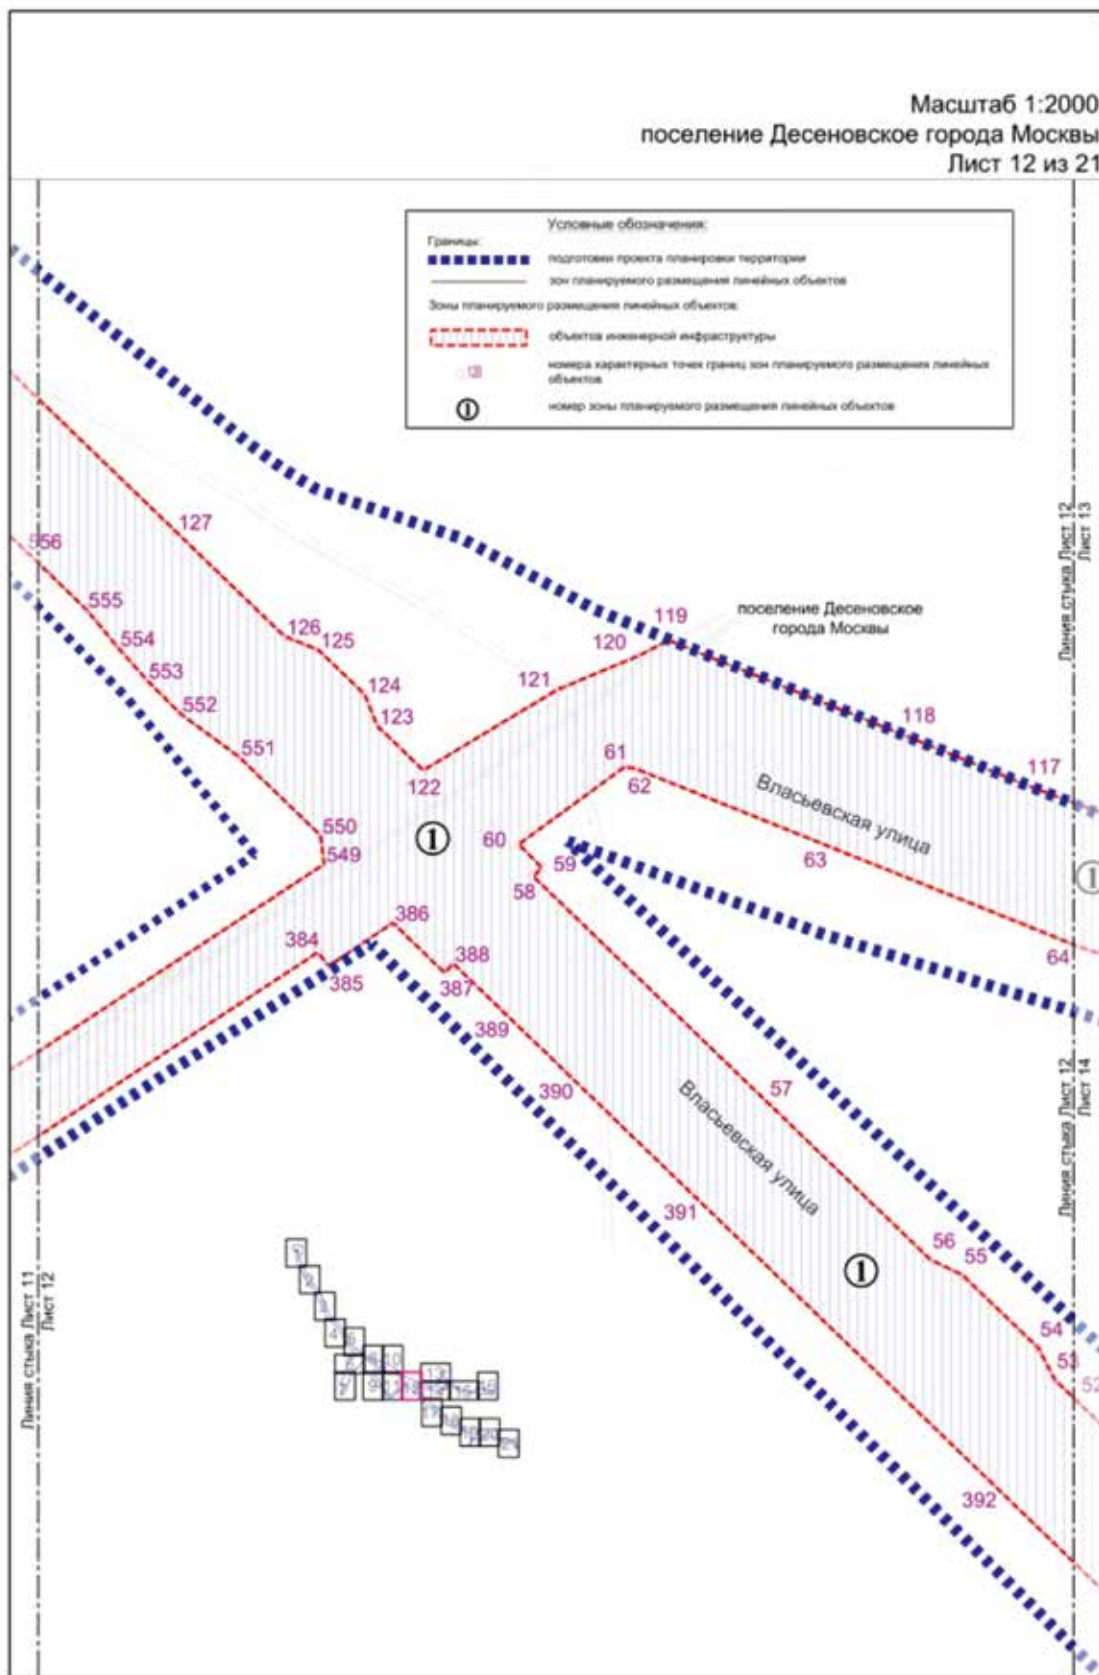 Масштаб 1:2000
поселение Десеновское города Москвы
Лист 12 из 21
Условные обозначения:
Границы:
подготовки проекта планировки территории
зон планируемого размещения линейных объектов
Зоны планируемого размещения линейных объектов:
объектов инженерной инфраструктуры
номера характерных точек границ зон планируемого размещения линейных
объектов
1
номер зоны планируемого размещения линейных объектов
127
556
555
554
553
552
551
550
549
126
125
124
123
122
121
120
119
поселение Десеновское
города Москвы
118
117
61
62
60
59
58
63
64
Власьевская улица
1
1
386
384
385
388
387
389
390
391
392
57
Власьевская улица
56
55
54
53
52
1
Линия стыка Лист 12
Лист 13
Линия стыка Лист 12
Лист 14
Линия стыка Лист 11
Лист 12